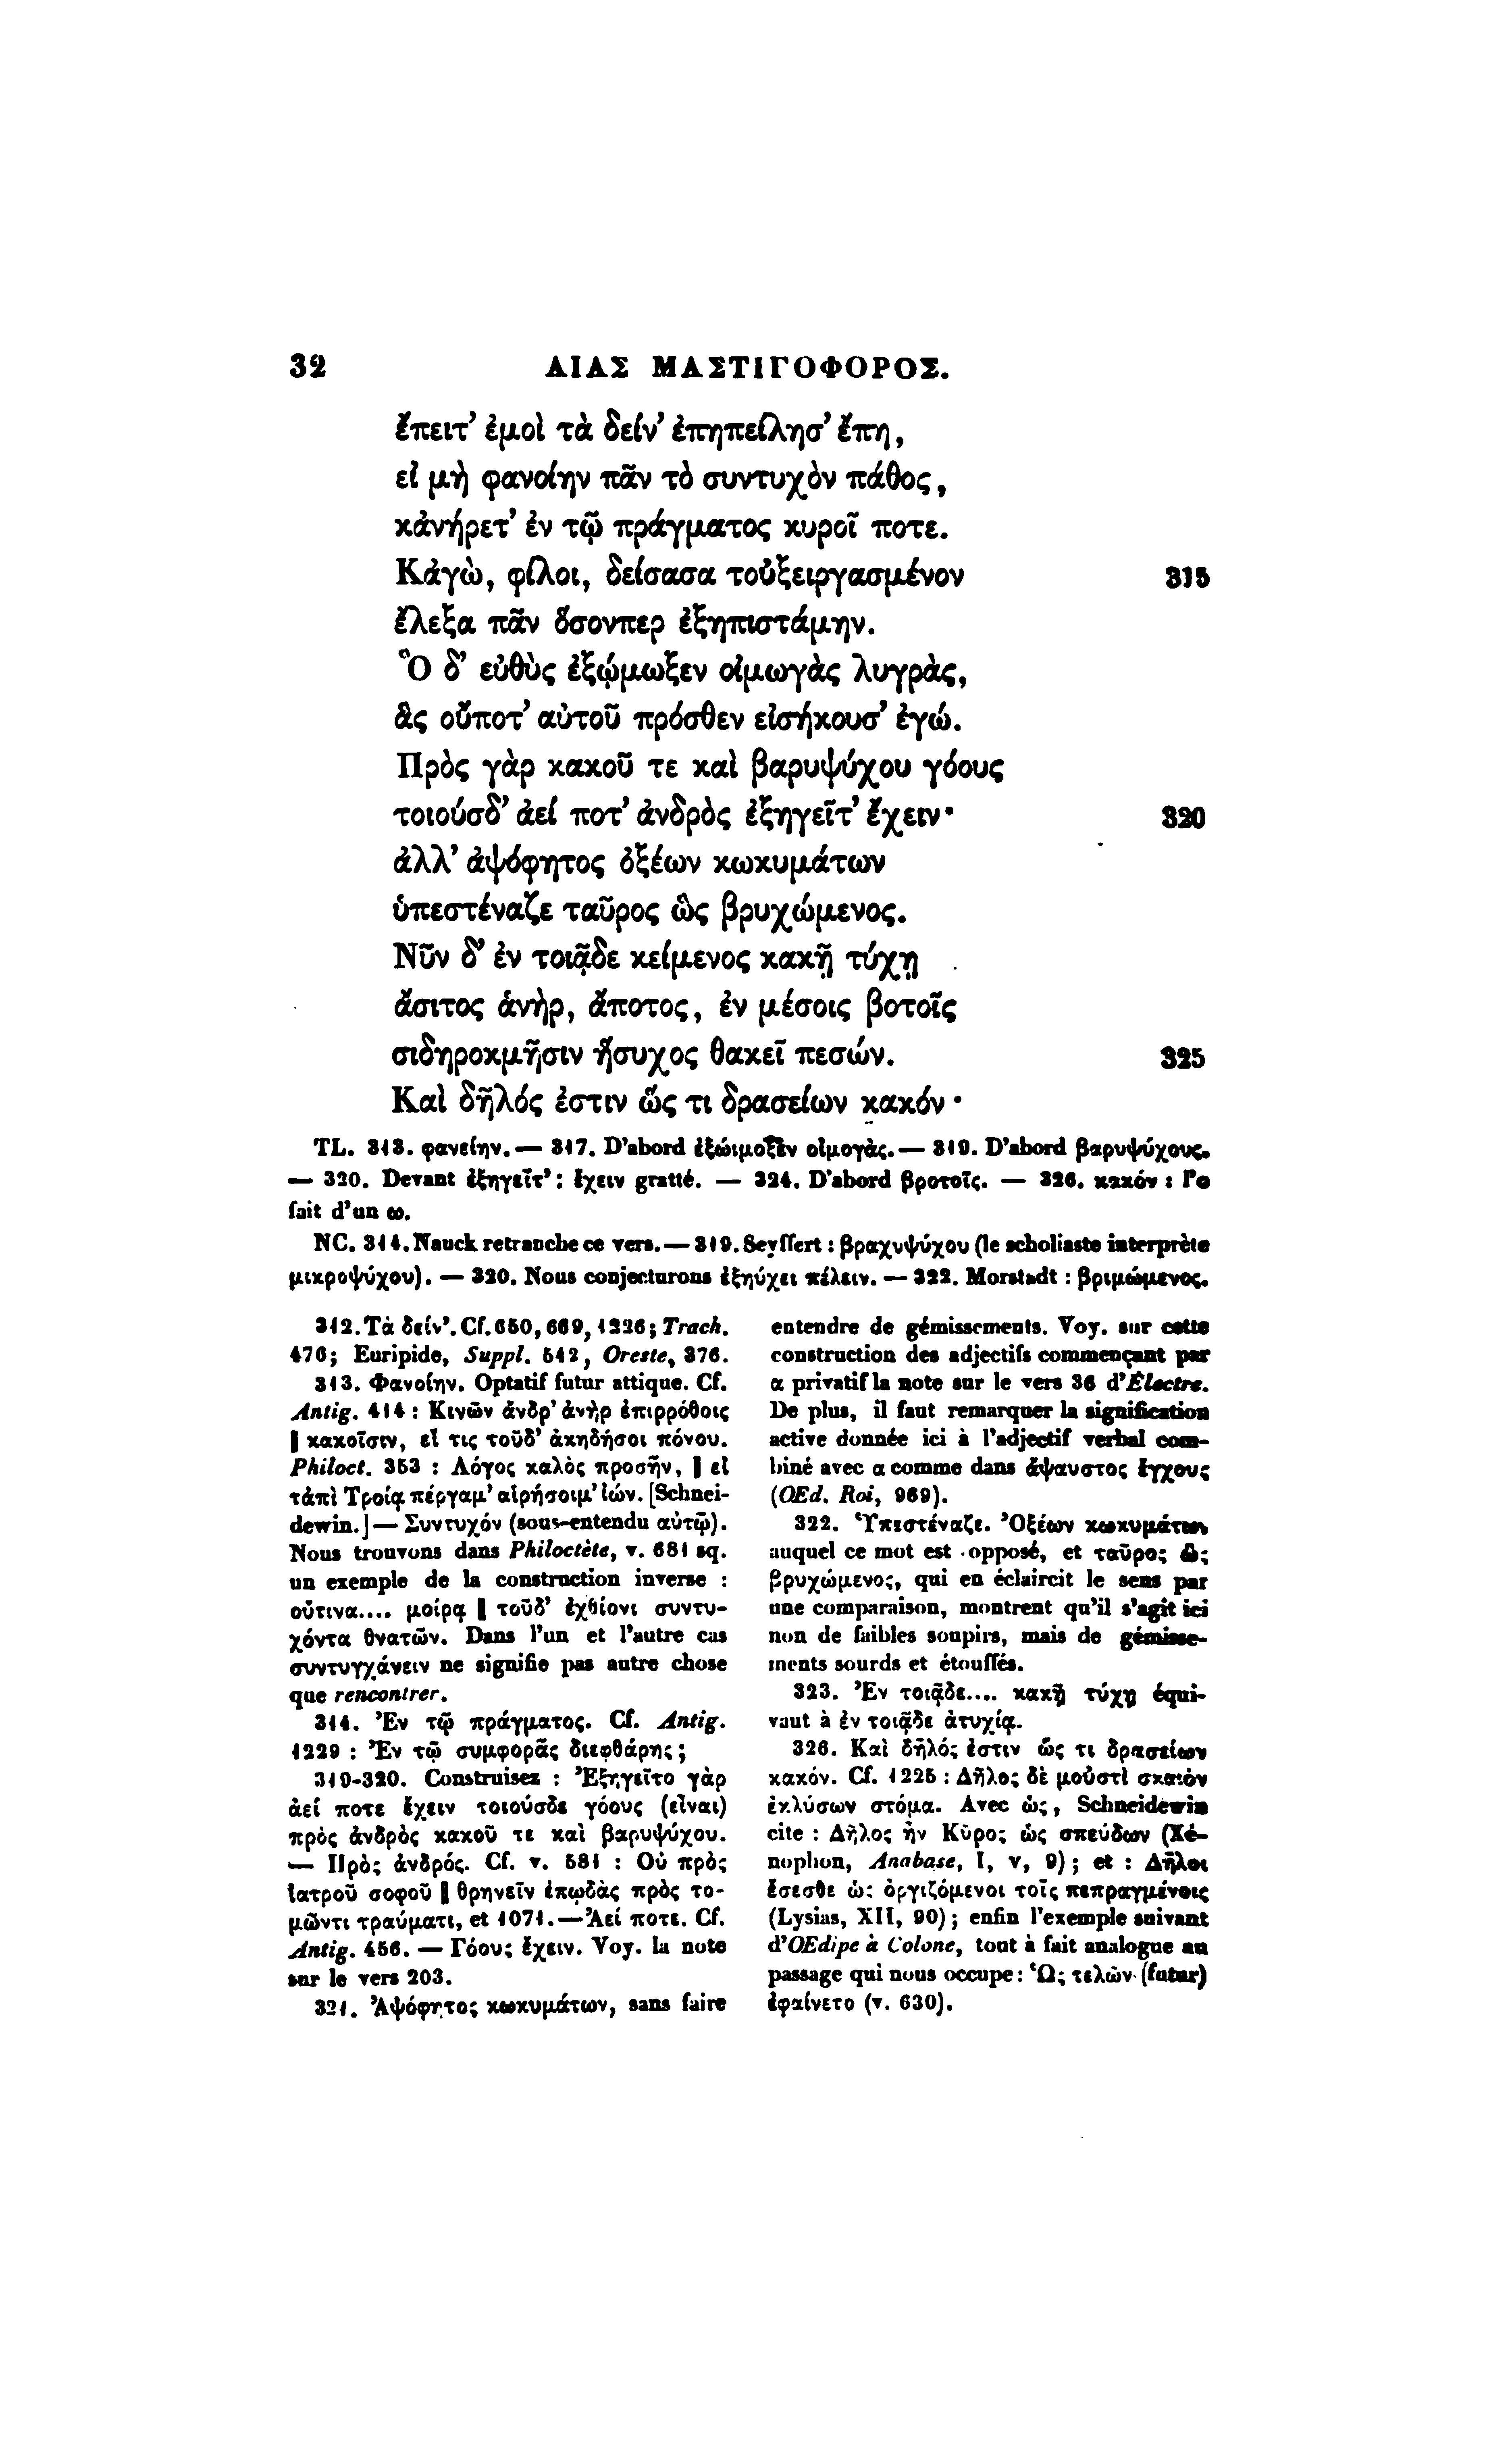 32
ΑΙΑΣ ΜΑΣΤΙΓΟΦΟΡΟΣ.
ἔπειτ’ ἐμοὶ τὰ δείν’ ἐπηπείλησ’ ἔπη,
εἰ μὴ φανοίην πᾶν τὸ συντυχὸν πάθος,
κἀνήρετ’ ἐν τῷ πράγματος κυροῖ ποτε.
Κἀγὼ, φίλοι, δείσασα τοὐξειργασμένον 315
ἔλεξα πᾶν ὅσονπερ ἐξηπιστάμην.
Ὃ δ’ εὐθὺς ἐξῴμωξεν οἰμωγὰς λυγρὰς,
ἃς οὔποτ’ αὐτοῦ πρόσθεν εἰσήκουσ’ ἐγώ.
Πρὸς γὰρ κακοῦ τε καὶ βαρυψύχου γόους
τοιούσδ’ ἀεί ποτ’ ἀνδρὸς ἐξηγεῖτ’ ἔχειν· 320
ἀλλ’ ἀψόφητος ὀξέων κωκυμάτων
ὑπεστέναζε ταῦρος ὣς βρυχώμενος.
Νῦν δ’ ἐν τοιᾷδε κείμενος κακῇ τύχῃ
ἄσιτος ἁνὴρ, ἄποτος, ἐν μέσοις βοτοῖς
σιδηροκμῆσιν ἥσυχος θακεῖ πεσών. 325
Καὶ δῆλός ἐστιν ὥς τι δρασείων κακόν·
TL. 313. φανείην. — 317. D’abord ἐξώιμοξεν οἰμογὰς. — 319. D’abord βαρυψύχους.
— 320. Devant ἐξηγεῖτ’ : ἔχειν gratté. — 324. D’abord βροτοῖς. — 326. κακόν : l’ο
fait d’un ω.
NC. 314. Nauck retranche ce vers. — 319. Seyffert : βραχυψύχου (le scholiaste interprète
μικροψύχου). — 320. Nous conjecturons ἐξηύχει πέλειν. — 322. Morstadt : βριμώμενος.
312. Τὰ δείν’. Cf. 650, 669, 1226; Trach.
476; Euripide, Suppl. 542, Oreste, 376.
313. Φανοίην. Optatif futur attique. Cf.
Antig. 414 : Κινῶν ἄνδρ’ ἀνὴρ ἐπιρρόθοις
| κακοῖσιν, εἴ τις τοῦδ’ ἀκηδήσοι πόνου.
Philoct. 353 : Λόγος καλὸς προσῆν, | εἰ
τἀπὶ Τροίᾳ πέργαμ’ αἱρήσοιμ’ ἰών. [Schnei-
dewin.] — Συντυχόν (sous-entendu αὐτῷ).
Nous trouvons dans Philoctète, v. 681 sq.
un exemple de la construction inverse :
οὔτινα.... μοίρᾳ | τοῦδ’ ἐχθίονι συντυ-
χόντα θνατῶν. Dans l’un et l’autre cas
συντυγχάνειν ne signifie pas autre chose
que rencontrer.
314. Ἐν τῷ πράγματος. Cf. Antig.
1229 : Ἐν τῷ συμφορᾶς διεφθάρης;
319-320. Construisez : Ἐξηγεῖτο γὰρ
ἀεί ποτε ἔχειν τοιούσδε γόους (εἶναι)
πρὸς ἀνδρὸς κακοῦ τε καὶ βαρυψύχου.
— Πρὸς ἀνδρός. Cf. v. 581 : Οὐ πρὸς
ἰατροῦ σοφοῦ | θρηνεῖν ἐπῳδὰς πρὸς το-
μῶντι τραύματι, et 1071. — Ἀεί ποτε. Cf.
Antig. 456. — Γόους ἔχειν. Voy. la note
sur le vers 203.
321. Ἀψόφητος κωκυμάτων, sans faire
entendre de gémissements. Voy. sur cette
construction des adjectifs commençant par
α privatif la note sur le vers 36 d’Électre.
De plus, il faut remarquer la signification
active donnée ici à l’adjectif verbal com-
biné avec α comme dans ἄψαυστος ἔγχους
(OEd. Roi, 969).
322. Ὑπεστέναζε. Ὀξέων κωκυμάτων
auquel ce mot est opposé, et ταῦρος ὣς
βρυχώμενος, qui en éclaircit le sens par
une comparaison, montrent qu’il s’agit ici
non de faibles soupirs, mais de gémisse-
ments sourds et étouffés.
323. Ἐν τοιᾷδε.... κακῇ τύχῃ équi-
vaut à ἐν τοιᾷδε ἀτυχίᾳ.
326. Καὶ δῆλός ἐστιν ὥς τι δρασείων
κακόν. Cf. 1225 : Δῆλος δὲ μοὐστὶ σκαιὸν
ἐκλύσων στόμα. Avec ὡς, Schneidewin
cite : Δῆλος ἦν Κῦρος ὡς σπεύδων (Xé-
nophon, Anabase, I, v, 9); et : Δῆλοι
ἔσεσθε ὡς ὀργιζόμενοι τοῖς πεπραγμένοις
(Lysias, XII, 90); enfin l’exemple suivant
d’OEdipe à Colone, tout à fait analogue au
passage qui nous occupe : Ὡς τελῶν (futur)
ἐφαίνετο (v. 630).